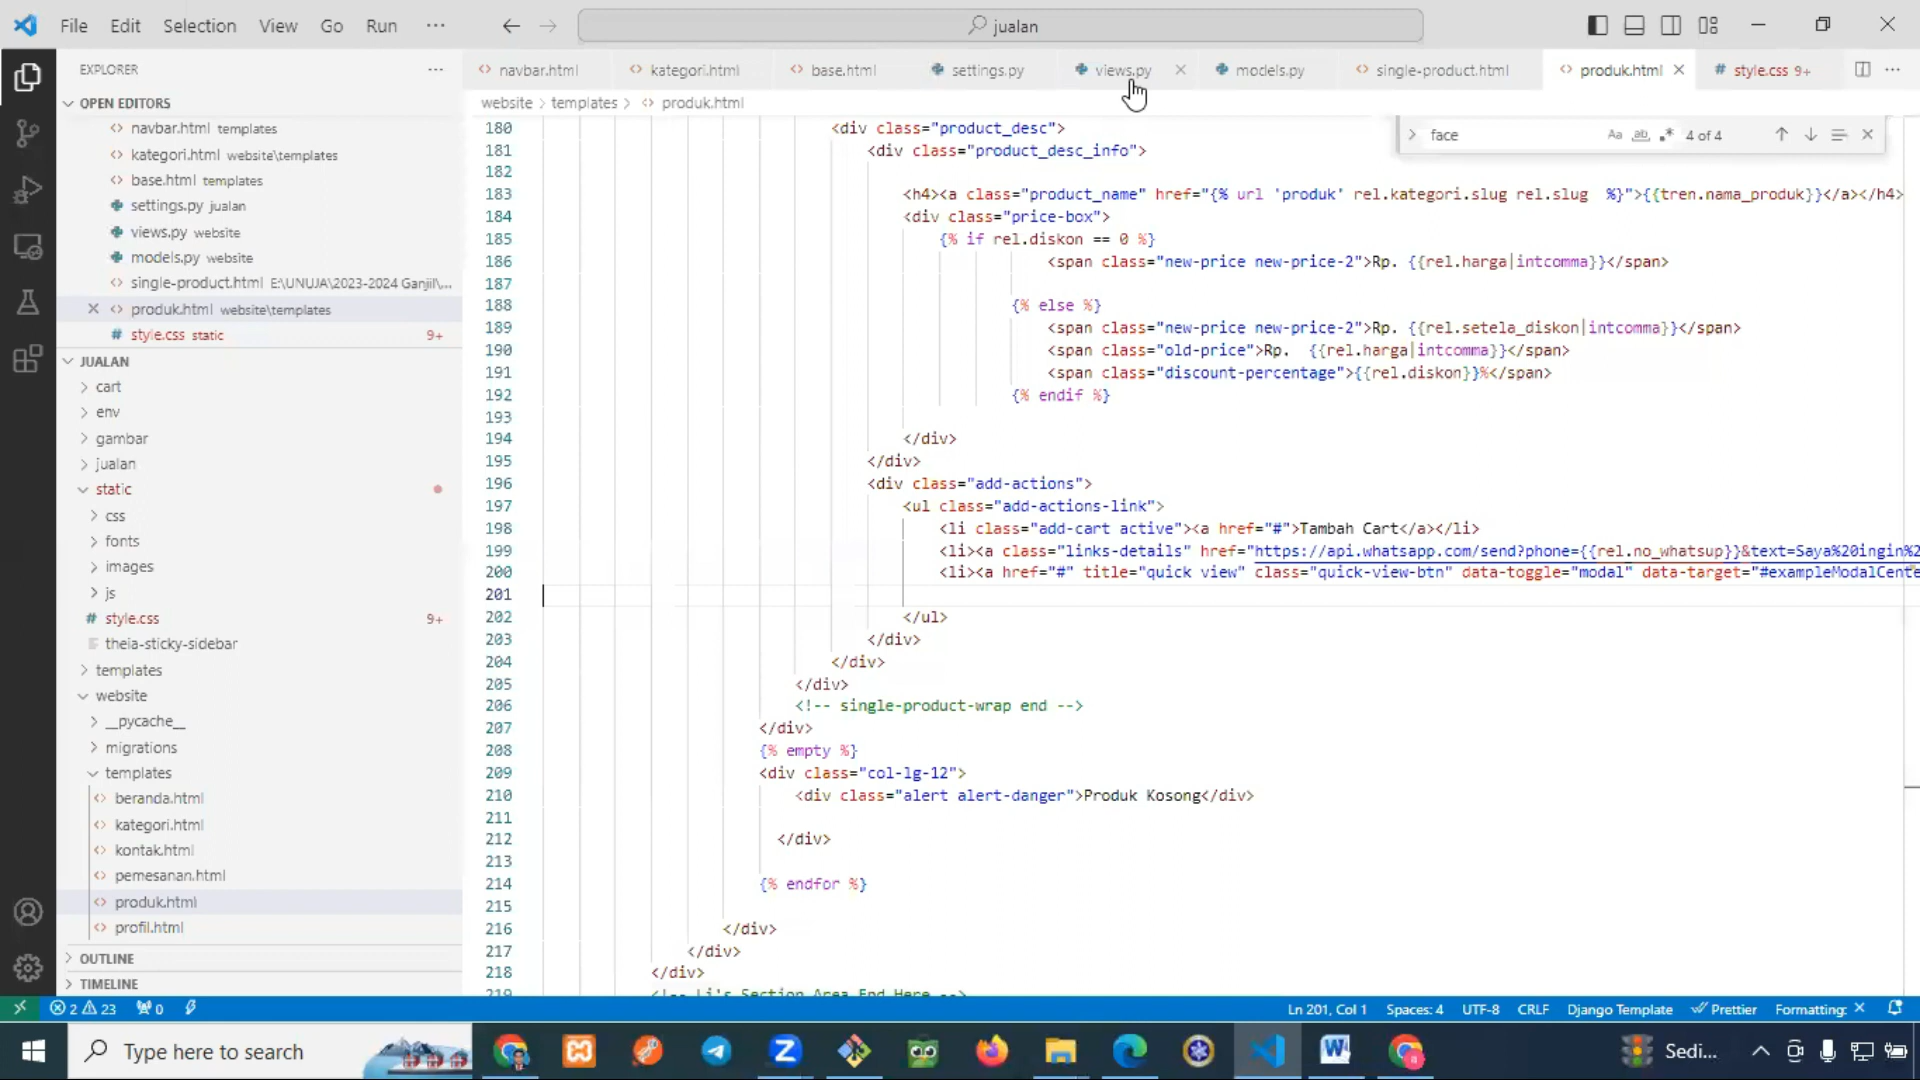 File Edit Selection View Go Run ··· jualan
EXPLORER ···
OPEN EDITORS
navbar.html templates
kategori.html website\templates
base.html templates
settings.py jualan
views.py website
models.py website
single-product.html E:\UNUJA\2023-2024 Ganjil\...
produk.html website\templates
style.css static 9+
JUALAN
cart
env
gambar
jualan
static
css
fonts
images
js
style.css 9+
theia-sticky-sidebar
templates
website
__pycache__
migrations
templates
beranda.html
kategori.html
kontak.html
pemesanan.html
produk.html
profil.html
OUTLINE
TIMELINE
navbar.html kategori.html base.html settings.py views.py models.py single-product.html produk.html style.css 9+ ···
website > templates > produk.html
face Aa ab 4 of 4
180 <div class="product_desc">
181 <div class="product_desc_info">
182
183 <h4><a class="product_name" href="{% url 'produk' rel.kategori.slug rel.slug  %}">{{tren.nama_produk}}</a></h4>
184 <div class="price-box">
185 {% if rel.diskon == 0 %}
186 <span class="new-price new-price-2">Rp. {{rel.harga|intcomma}}</span>
187
188 {% else %}
189 <span class="new-price new-price-2">Rp. {{rel.setela_diskon|intcomma}}</span>
190 <span class="old-price">Rp.  {{rel.harga|intcomma}}</span>
191 <span class="discount-percentage">{{rel.diskon}}%</span>
192 {% endif %}
193
194 </div>
195 </div>
196 <div class="add-actions">
197 <ul class="add-actions-link">
198 <li class="add-cart active"><a href="#">Tambah Cart</a></li>
199 <li><a class="links-details" href="https://api.whatsapp.com/send?phone={{rel.no_whatsup}}&text=Saya%20ingin%2
200 <li><a href="#" title="quick view" class="quick-view-btn" data-toggle="modal" data-target="#exampleModalCente
201
202 </ul>
203 </div>
204 </div>
205 </div>
206 <!-- single-product-wrap end -->
207 </div>
208 {% empty %}
209 <div class="col-lg-12">
210 <div class="alert alert-danger">Produk Kosong</div>
211
212 </div>
213
214 {% endfor %}
215
216 </div>
217 </div>
218 </div>
219 <!-- Li's Section Area End Here -->
2 23 0 Ln 201, Col 1 Spaces: 4 UTF-8 CRLF Django Template Prettier Formatting: ×
Type here to search Sedi...